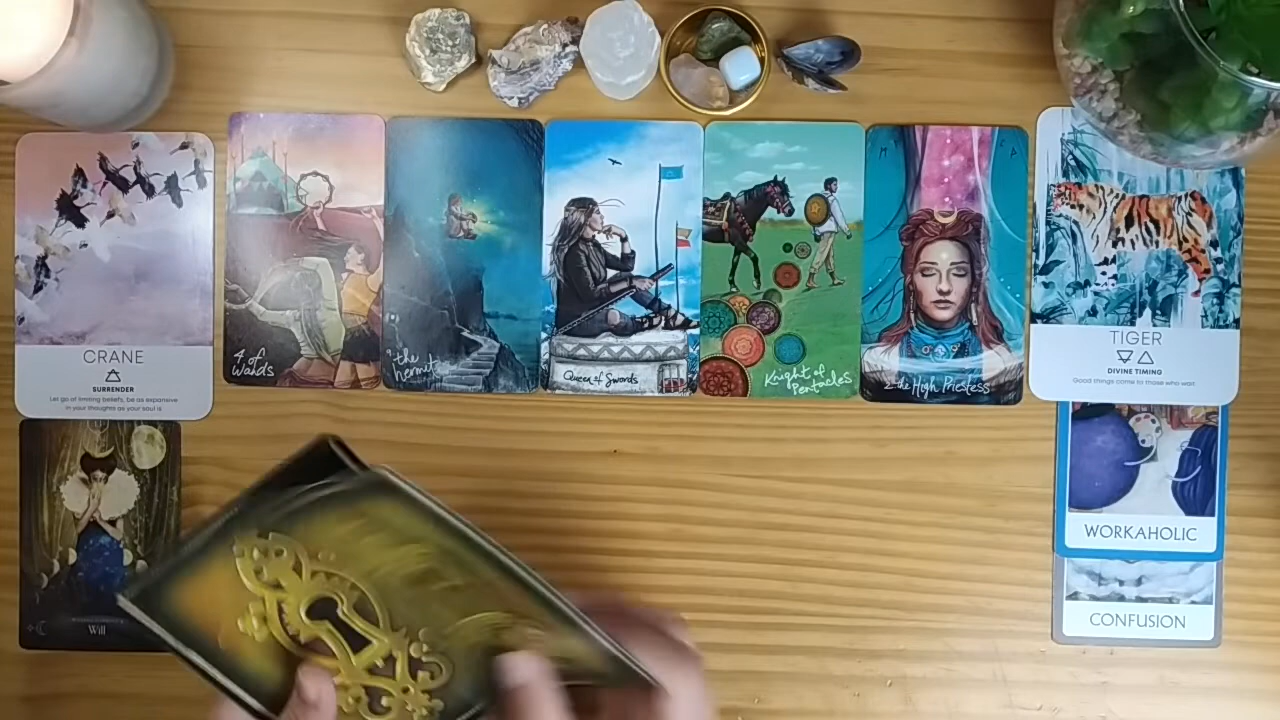 CRANE
SURRENDER
Let go of limiting beliefs, be as expansive
in your thoughts as your soul is
4 of
Wands
9 the
hermit
Queen of Swords
Knight of
Pentacles
2 the High Priestess
TIGER
DIVINE TIMING
Good things come to those who wait
Will
WORKAHOLIC
CONFUSION